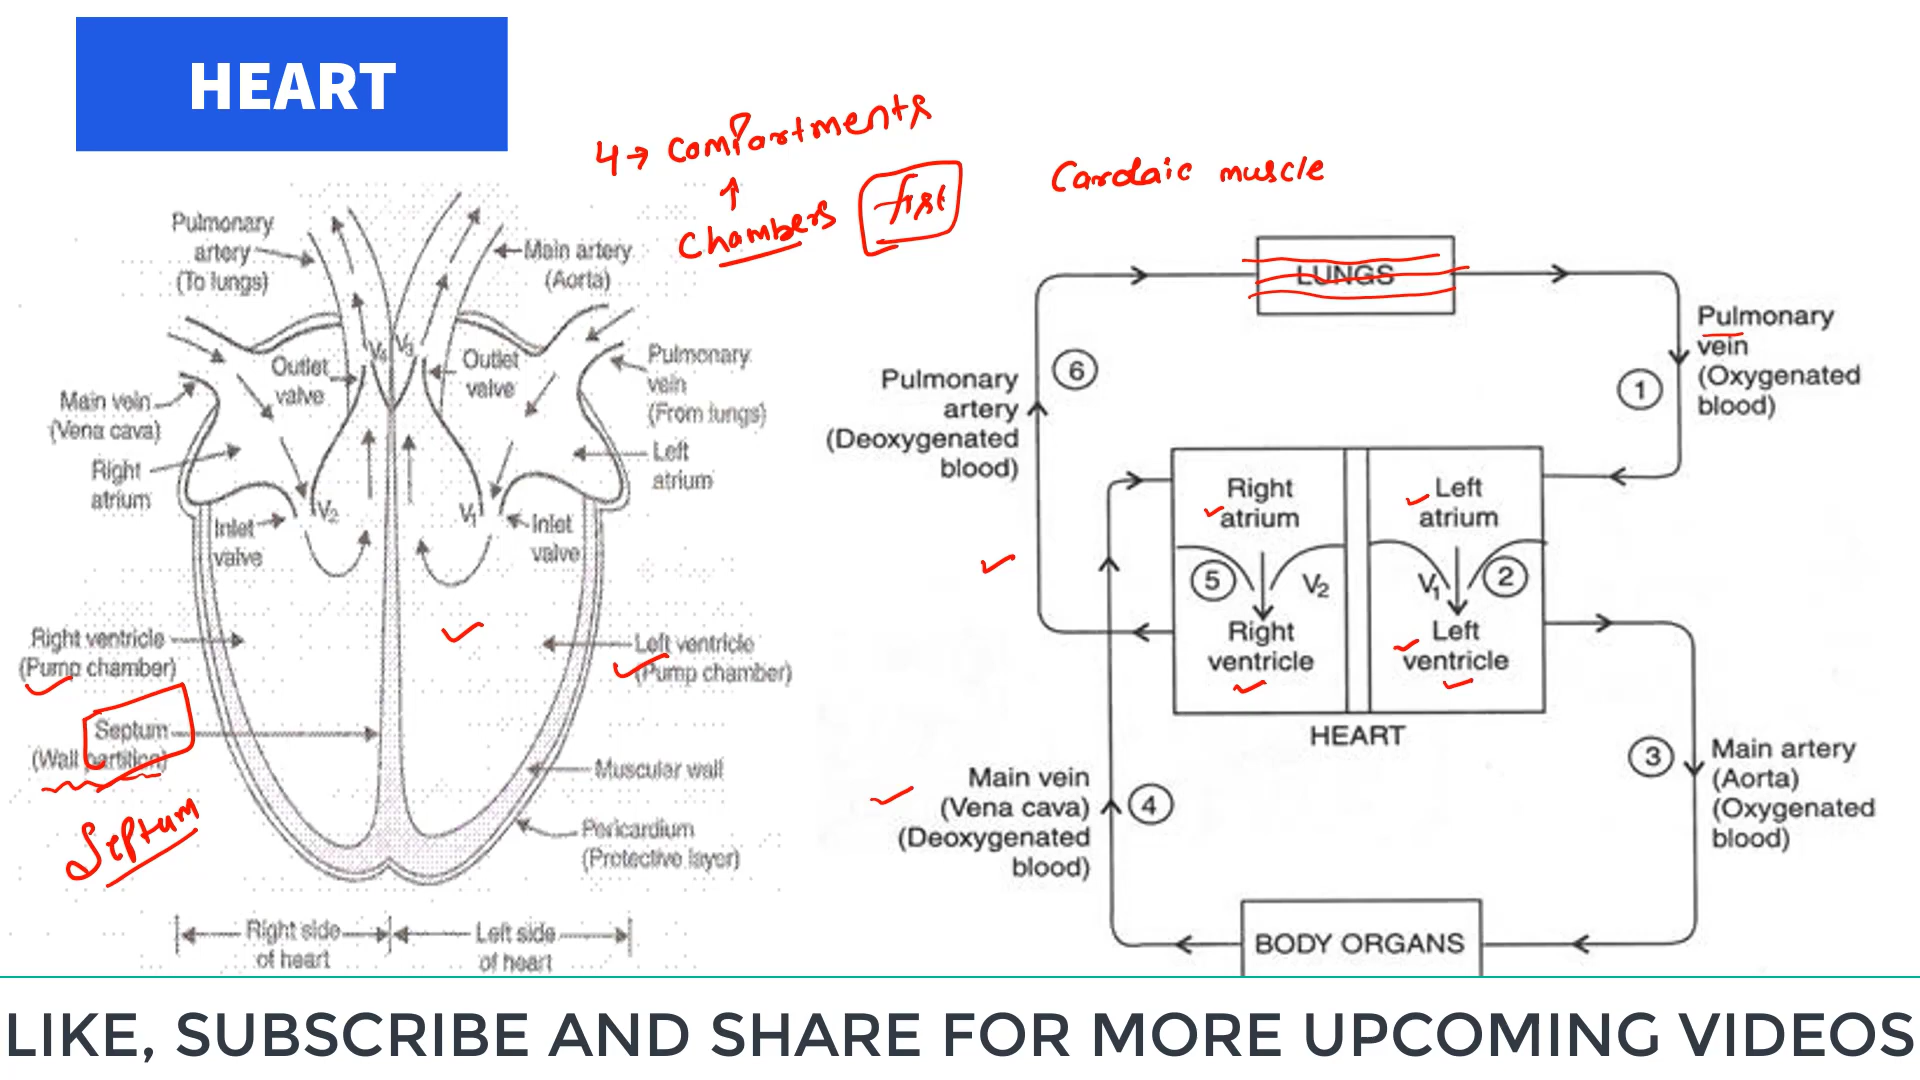 HEART
4 → compartments
↑
Chambers
fist
Cardaic muscle
Pulmonary
artery
(To lungs)
Main artery
(Aorta)
Outlet
valve
V4
V3
Outlet
valve
Pulmonary
vein
(From lungs)
Main vein
(Vena cava)
Right
atrium
Left
atrium
Inlet
valve
V2
V1
Inlet
valve
Right ventricle
(Pump chamber)
Left ventricle
(Pump chamber)
Septum
(Wall partition)
Septum
Muscular wall
Pericardium
(Protective layer)
Right side
of heart
Left side
of heart
LUNGS
Pulmonary
vein
(Oxygenated
blood)
1
6
Pulmonary
artery
(Deoxygenated
blood)
Right
atrium
Left
atrium
5
V2
V1
2
Right
ventricle
Left
ventricle
HEART
3
Main artery
(Aorta)
(Oxygenated
blood)
Main vein
(Vena cava)
(Deoxygenated
blood)
4
BODY ORGANS
LIKE, SUBSCRIBE AND SHARE FOR MORE UPCOMING VIDEOS